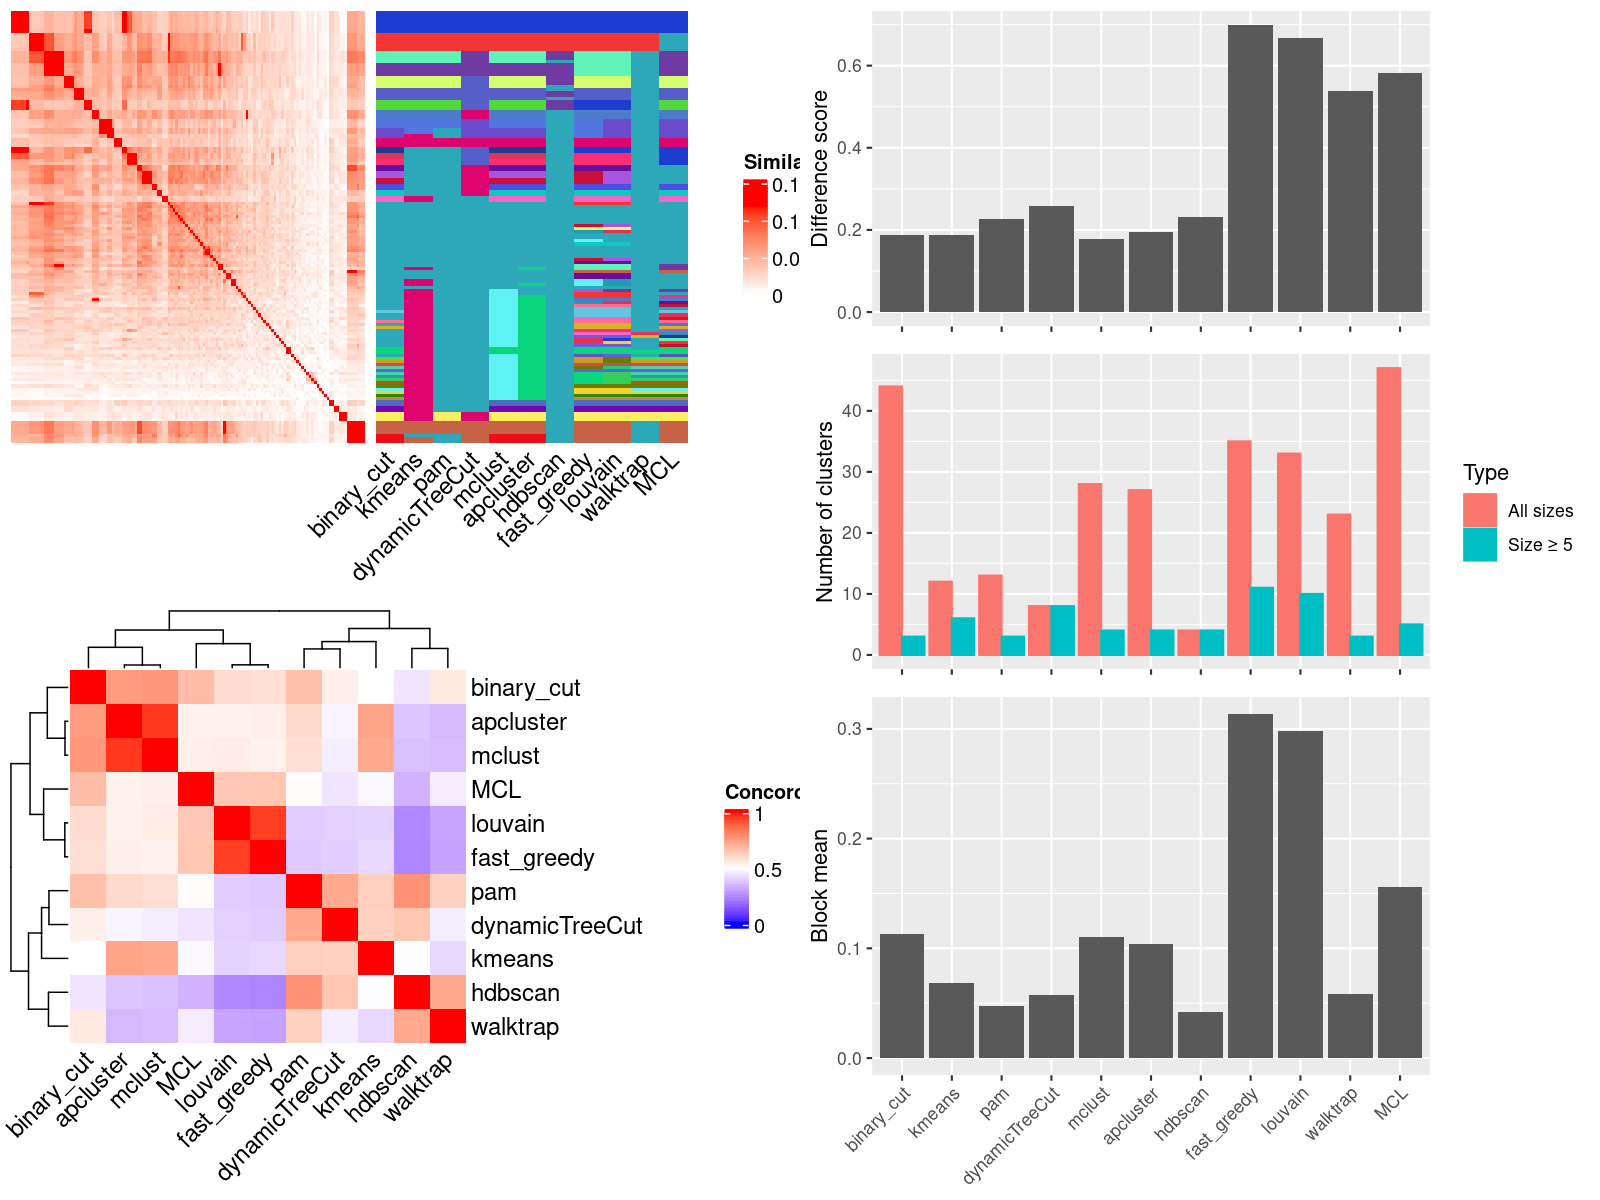 Simila
0.1
0.1
0.0
0
binary_cut
kmeans
pam
dynamicTreeCut
mclust
apcluster
hdbscan
fast_greedy
louvain
walktrap
MCL
binary_cut
apcluster
mclust
MCL
louvain
fast_greedy
pam
dynamicTreeCut
kmeans
hdbscan
walktrap
binary_cut
apcluster
mclust
MCL
louvain
fast_greedy
pam
dynamicTreeCut
kmeans
hdbscan
walktrap
Concord
1
0.5
0
Difference score
0.6
0.4
0.2
0.0
Number of clusters
40
30
20
10
0
Type
All sizes
Size ≥ 5
Block mean
0.3
0.2
0.1
0.0
binary_cut
kmeans
pam
dynamicTreeCut
mclust
apcluster
hdbscan
fast_greedy
louvain
walktrap
MCL